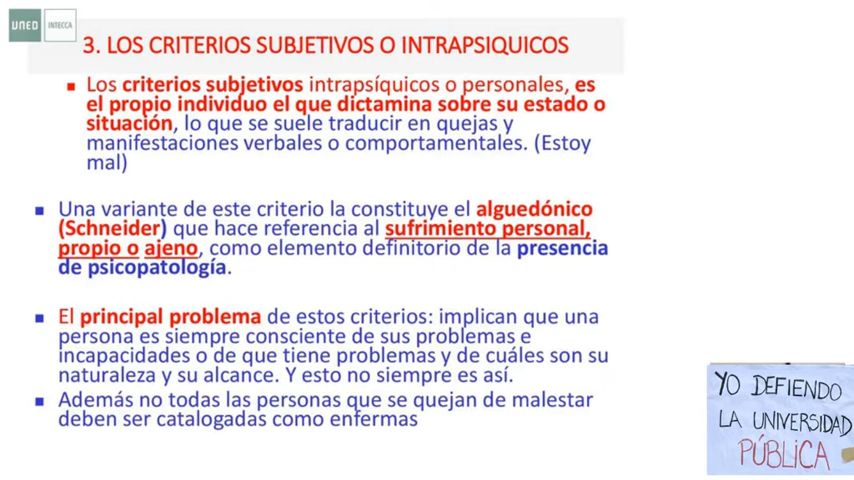 UNED
INTECCA
3. LOS CRITERIOS SUBJETIVOS O INTRAPSIQUICOS
Los criterios subjetivos intrapsíquicos o personales, es
el propio individuo el que dictamina sobre su estado o
situación, lo que se suele traducir en quejas y
manifestaciones verbales o comportamentales. (Estoy
mal)
Una variante de este criterio la constituye el alguedónico
(Schneider) que hace referencia al sufrimiento personal,
propio o ajeno, como elemento definitorio de la presencia
de psicopatología.
El principal problema de estos criterios: implican que una
persona es siempre consciente de sus problemas e
incapacidades o de que tiene problemas y de cuáles son su
naturaleza y su alcance. Y esto no siempre es así.
Además no todas las personas que se quejan de malestar
deben ser catalogadas como enfermas
YO DEFIENDO
LA UNIVERSIDAD
PÚBLICA